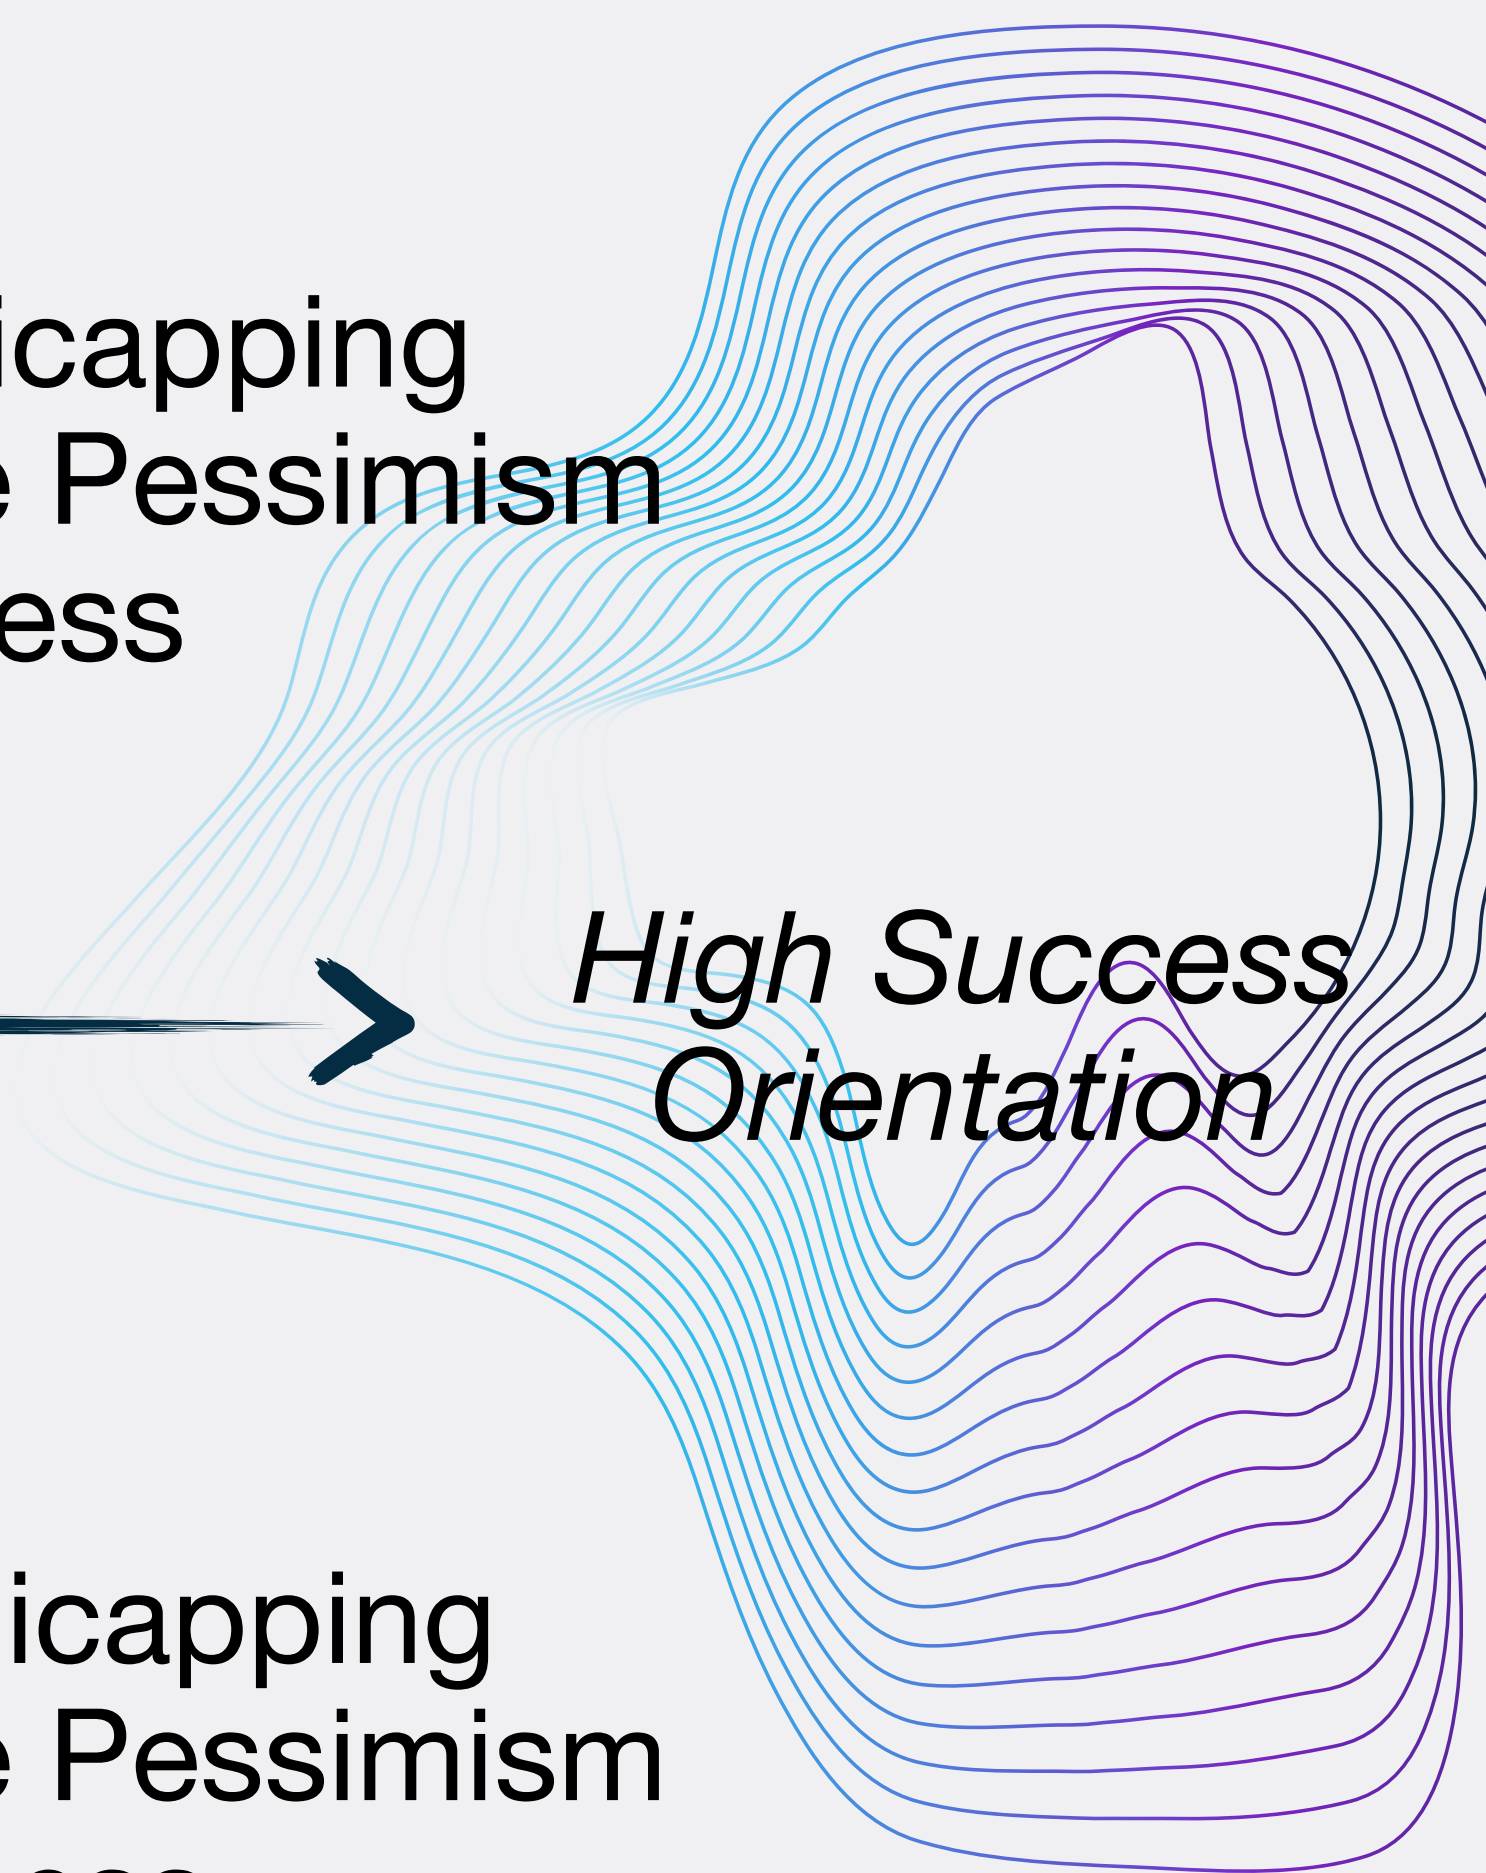 icapping
e Pessimism
ess
High Success
Orientation
icapping
e Pessimism